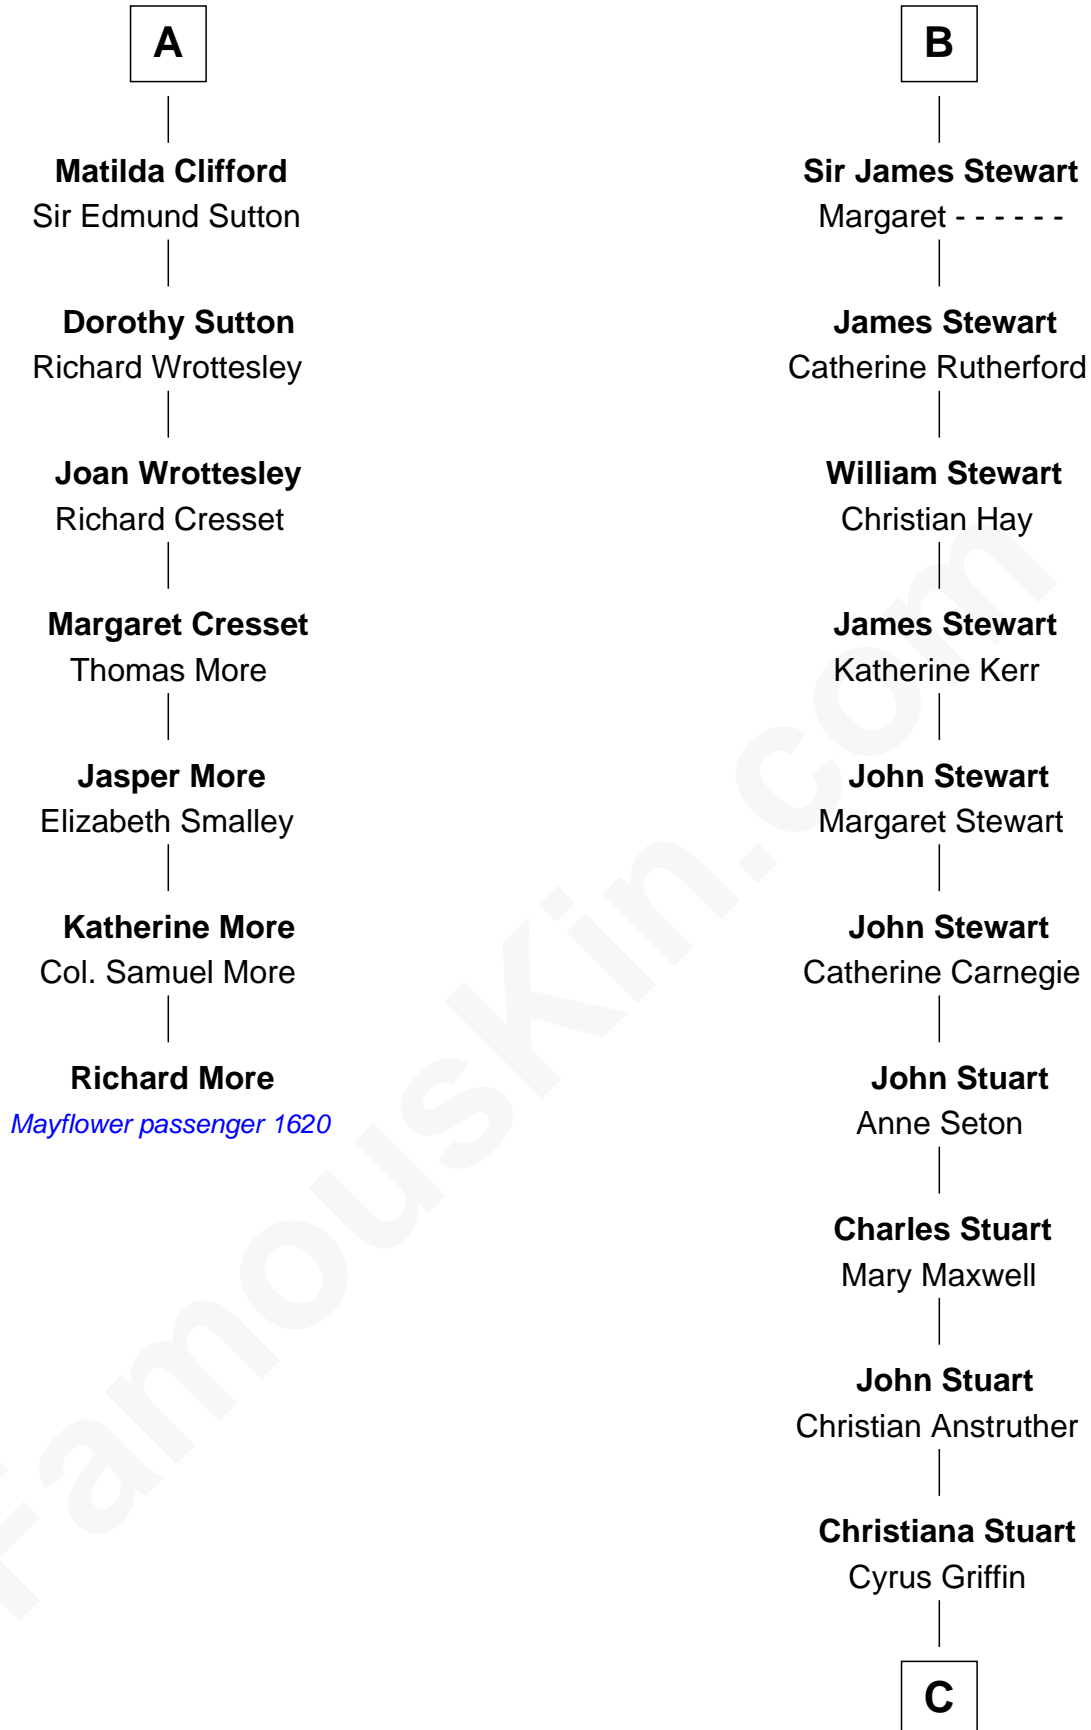 A
Matilda Clifford
Sir Edmund Sutton
Dorothy Sutton
Richard Wrottesley
Joan Wrottesley
Richard Cresset
Margaret Cresset
Thomas More
Jasper More
Elizabeth Smalley
Katherine More
Col. Samuel More
Richard More
Mayflower passenger 1620
B
Sir James Stewart
Margaret - - - - - -
James Stewart
Catherine Rutherford
William Stewart
Christian Hay
James Stewart
Katherine Kerr
John Stewart
Margaret Stewart
John Stewart
Catherine Carnegie
John Stuart
Anne Seton
Charles Stuart
Mary Maxwell
John Stuart
Christian Anstruther
Christiana Stuart
Cyrus Griffin
C
FamousKin.com